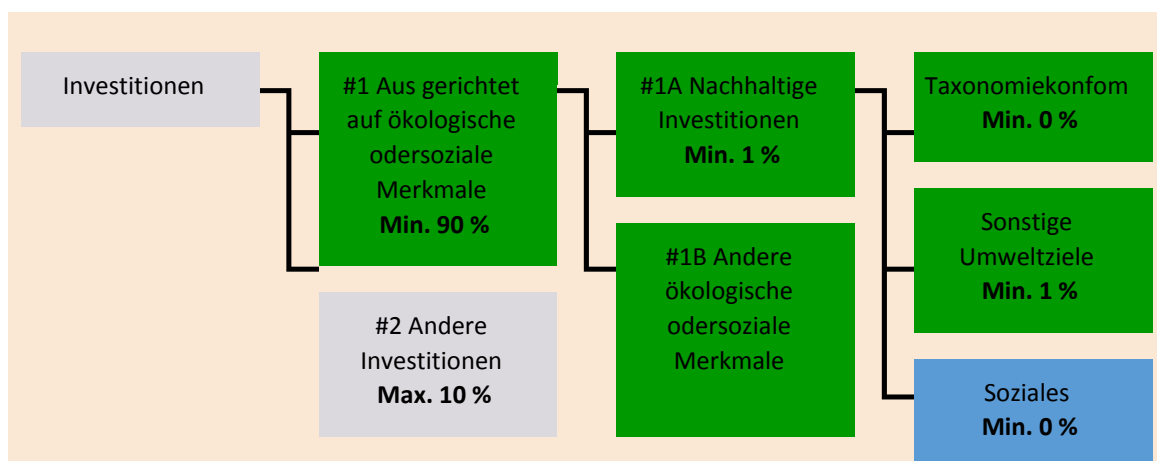 Investitionen
#1 Aus gerichtet
auf ökologische
odersoziale
Merkmale
Min. 90 %
#2 Andere
Investitionen
Max. 10 %
#1A Nachhaltige
Investitionen
Min. 1 %
#1B Andere
ökologische
odersoziale
Merkmale
Taxonomiekonfom
Min. 0 %
Sonstige
Umweltziele
Min. 1 %
Soziales
Min. 0 %